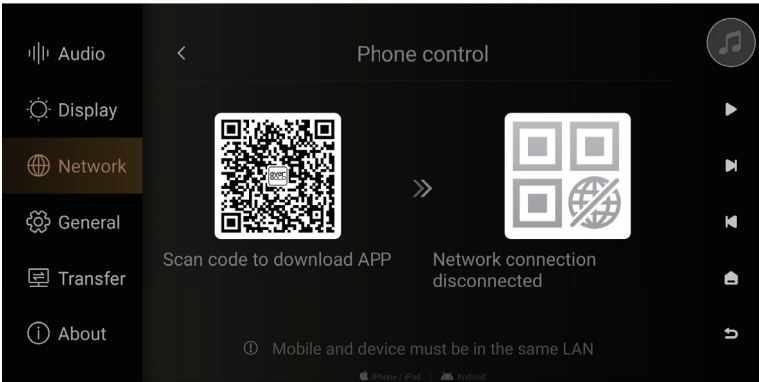 Audio
Phone control
Display
Network
General
Scan code to download APP
Network connection
disconnected
Transfer
About
Mobile and device must be in the same LAN
iPhone / iPad | Android